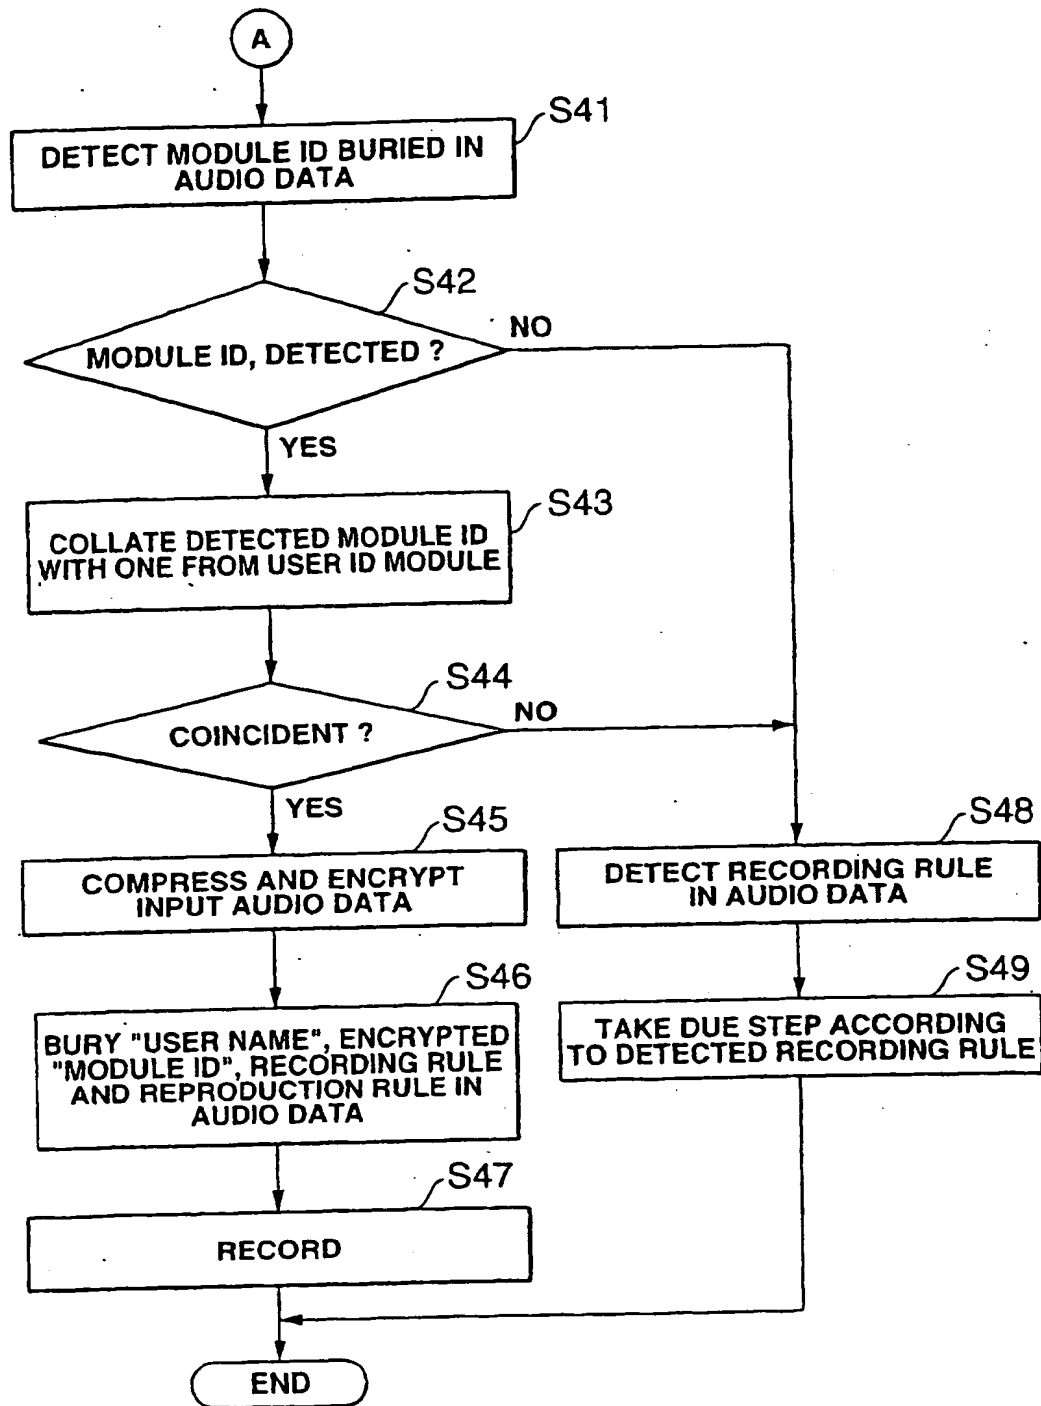 A
S41
DETECT MODULE ID BURIED IN
AUDIO DATA
S42
MODULE ID, DETECTED ?
NO
YES
S43
COLLATE DETECTED MODULE ID
WITH ONE FROM USER ID MODULE
S44
COINCIDENT ?
NO
YES
S45
COMPRESS AND ENCRYPT
INPUT AUDIO DATA
S48
DETECT RECORDING RULE
IN AUDIO DATA
S46
BURY "USER NAME", ENCRYPTED
"MODULE ID", RECORDING RULE
AND REPRODUCTION RULE IN
AUDIO DATA
S49
TAKE DUE STEP ACCORDING
TO DETECTED RECORDING RULE
S47
RECORD
END